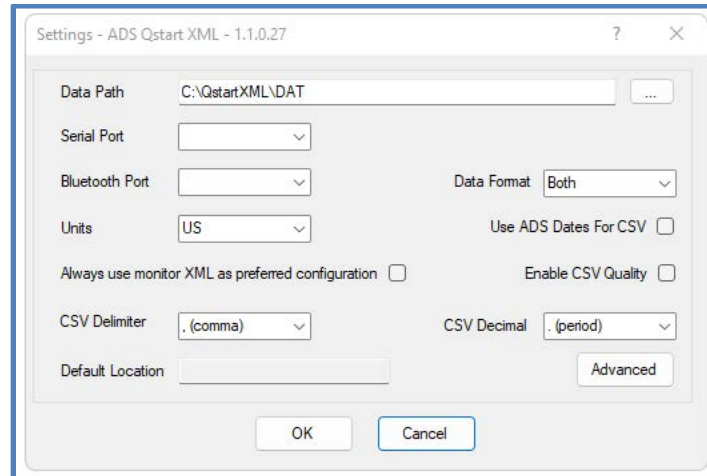 Settings - ADS Qstart XML - 1.1.0.27 ?
Data Path C:\QstartXML\DAT ...
Serial Port
Bluetooth Port Data Format Both
Units US Use ADS Dates For CSV
Always use monitor XML as preferred configuration Enable CSV Quality
CSV Delimiter , (comma) CSV Decimal . (period)
Default Location Advanced
OK Cancel